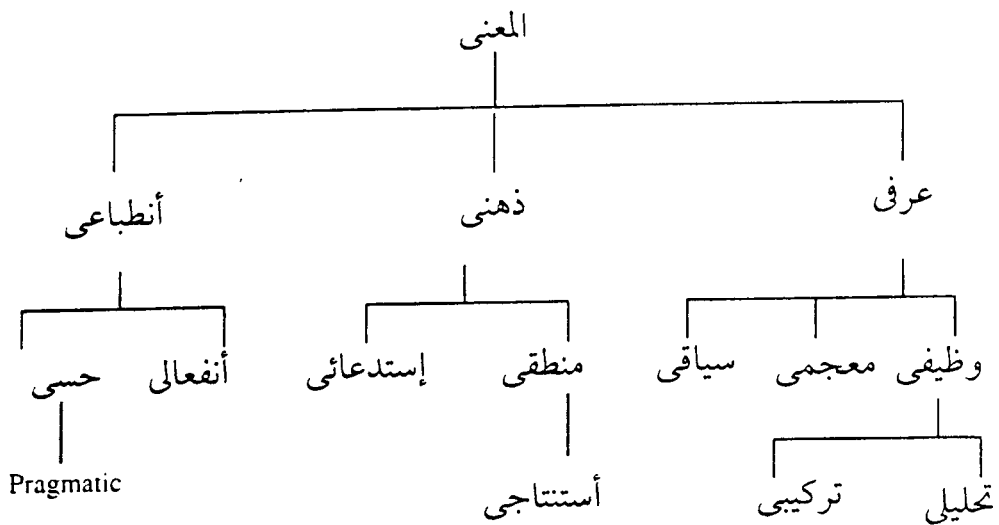 المعنى
عرفى ذهنى أنطباعى
وظيفى معجمى سياقى منطقى إستدعائى أنفعالى حسى
تحليلى تركيبى أستنتاجى Pragmatic